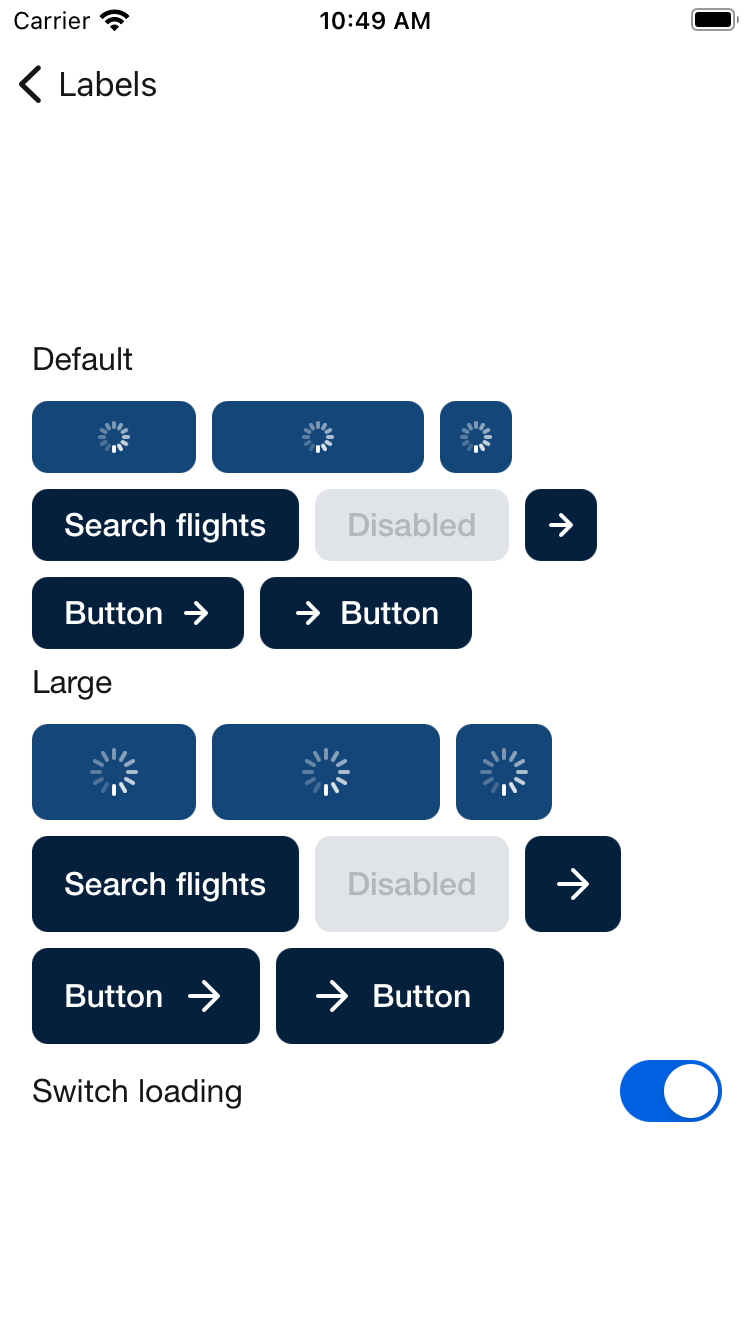 Carrier 10:49 AM
Labels
Default
Search flights Disabled
Button Button
Large
Search flights Disabled
Button Button
Switch loading